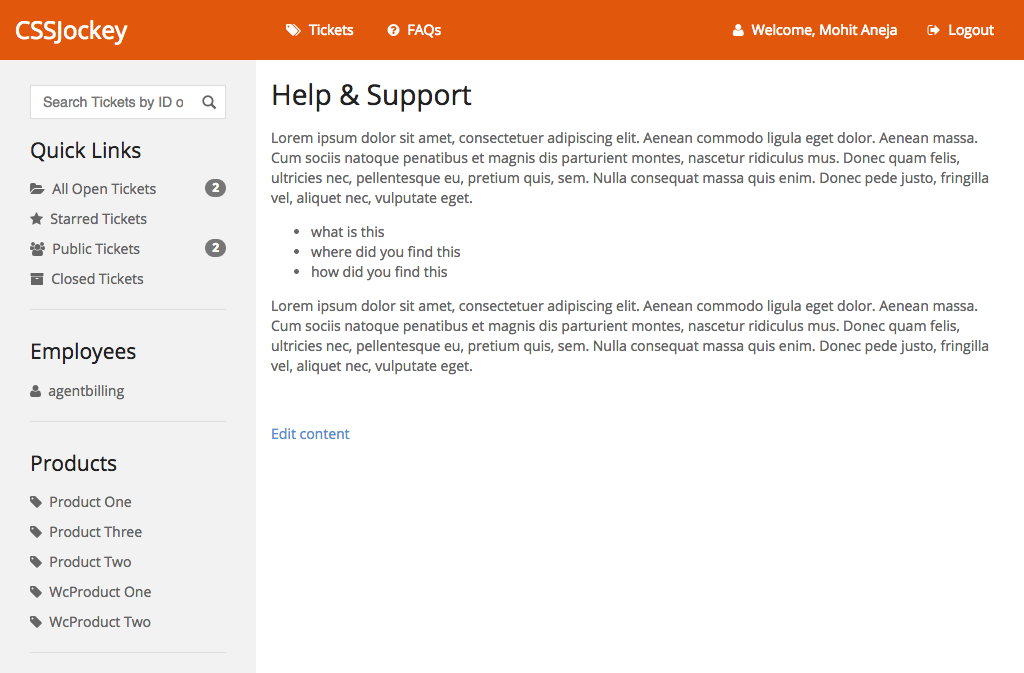 CSSJockey
Tickets
FAQs
Welcome, Mohit Aneja
Logout
Search Tickets by ID o
Quick Links
All Open Tickets 2
Starred Tickets
Public Tickets 2
Closed Tickets
Employees
agentbilling
Products
Product One
Product Three
Product Two
WcProduct One
WcProduct Two
Help & Support
Lorem ipsum dolor sit amet, consectetuer adipiscing elit. Aenean commodo ligula eget dolor. Aenean massa.
Cum sociis natoque penatibus et magnis dis parturient montes, nascetur ridiculus mus. Donec quam felis,
ultricies nec, pellentesque eu, pretium quis, sem. Nulla consequat massa quis enim. Donec pede justo, fringilla
vel, aliquet nec, vulputate eget.
• what is this
• where did you find this
• how did you find this
Lorem ipsum dolor sit amet, consectetuer adipiscing elit. Aenean commodo ligula eget dolor. Aenean massa.
Cum sociis natoque penatibus et magnis dis parturient montes, nascetur ridiculus mus. Donec quam felis,
ultricies nec, pellentesque eu, pretium quis, sem. Nulla consequat massa quis enim. Donec pede justo, fringilla
vel, aliquet nec, vulputate eget.
Edit content